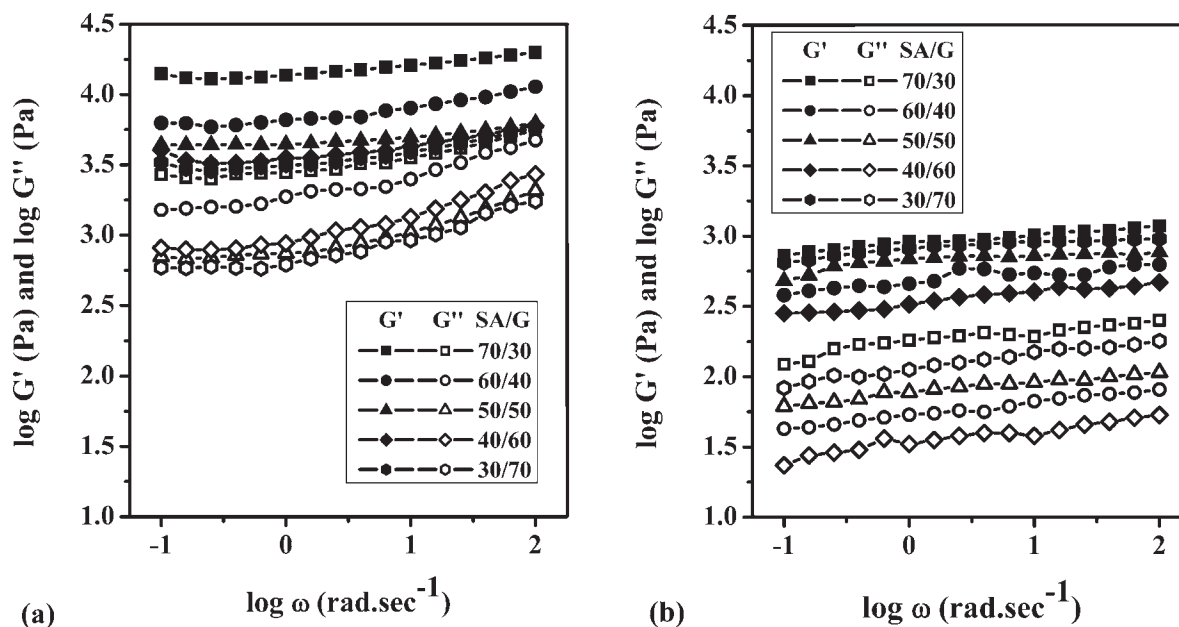 log G' (Pa) and log G'' (Pa)
4.5
4.0
3.5
3.0
2.5
2.0
1.5
1.0
G' G'' SA/G
70/30
60/40
50/50
40/60
30/70
-1 0 1 2
log ω (rad.sec-1)
(a)
log G' (Pa) and log G'' (Pa)
4.5
4.0
3.5
3.0
2.5
2.0
1.5
1.0
G' G'' SA/G
70/30
60/40
50/50
40/60
30/70
-1 0 1 2
log ω (rad.sec-1)
(b)